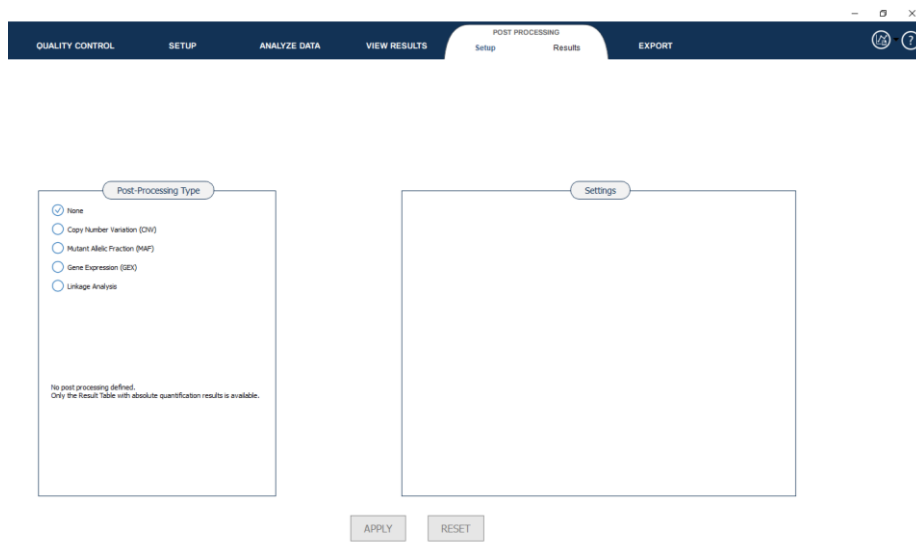 POST PROCESSING
QUALITY CONTROL SETUP ANALYZE DATA VIEW RESULTS Setup Results EXPORT ?
Post-Processing Type Settings
None
Copy Number Variation (CNV)
Mutant Allelic Fraction (MAF)
Gene Expression (GEX)
Linkage Analysis
No post processing defined.
Only the Result Table with absolute quantification results is available.
APPLY RESET